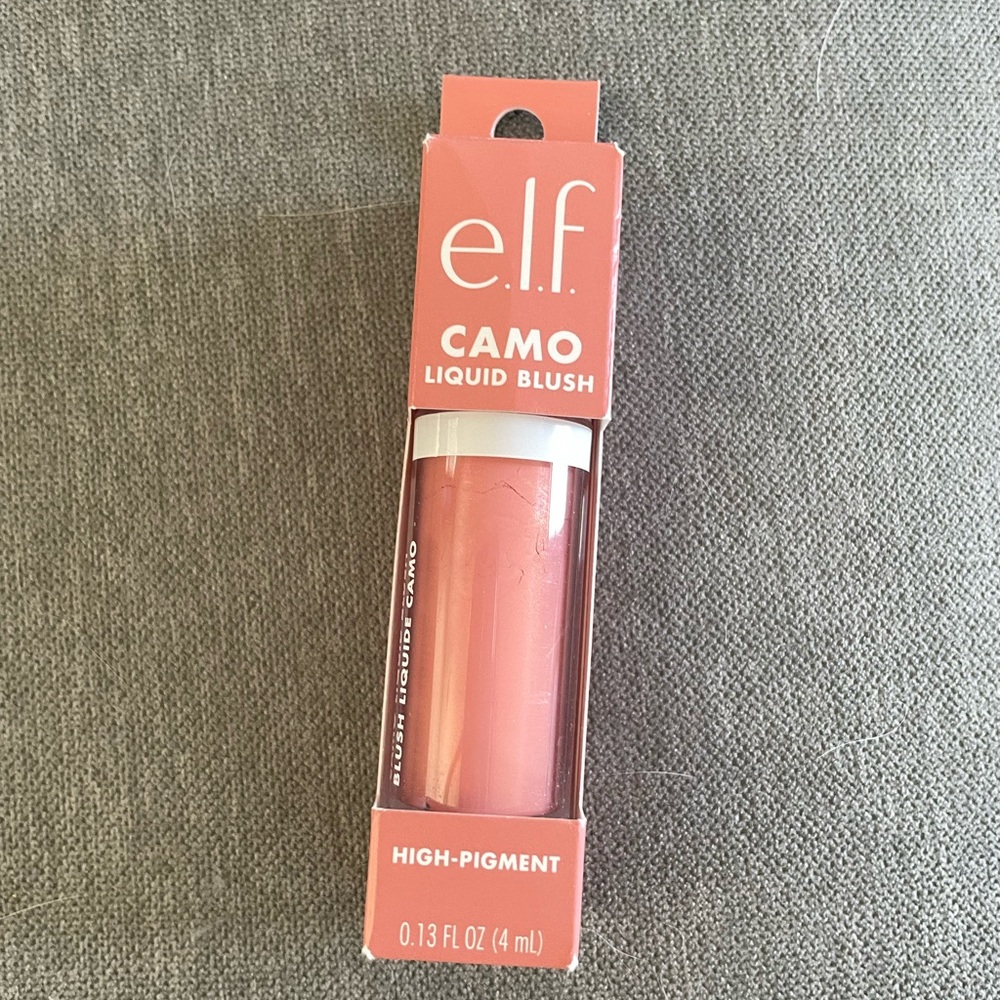 e.l.f.
CAMO
LIQUID BLUSH
BLUSH LIQUIDE CAMO
HIGH-PIGMENT
0.13 FL OZ (4 mL)